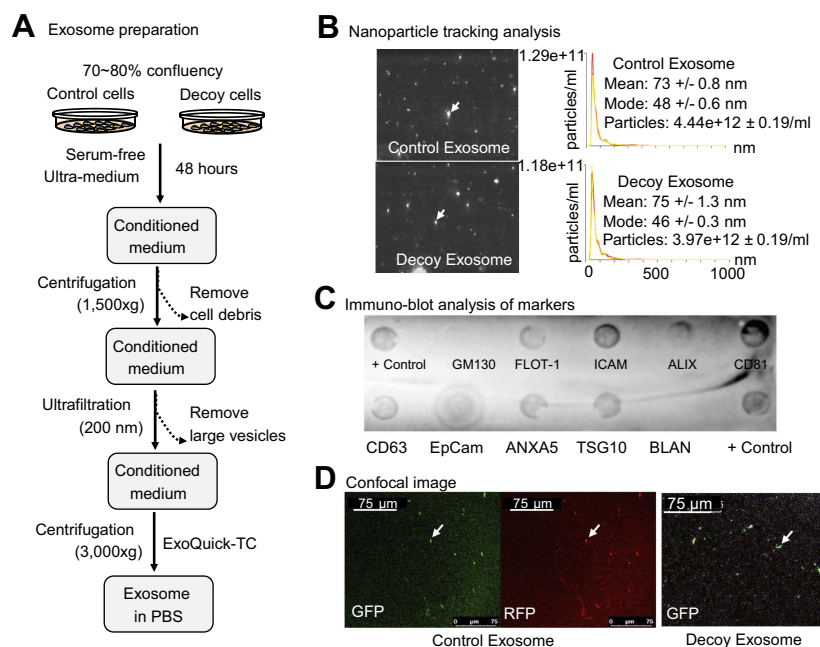 A Exosome preparation
70~80% confluency
Control cells Decoy cells
Serum-free
Ultra-medium
48 hours
Conditioned
medium
Centrifugation
(1,500xg)
Remove
cell debris
Conditioned
medium
Ultrafiltration
(200 nm)
Remove
large vesicles
Conditioned
medium
Centrifugation
(3,000xg)
ExoQuick-TC
Exosome
in PBS
B Nanoparticle tracking analysis
Control Exosome
1.29e+11
particles/ml
Control Exosome
Mean: 73 +/- 0.8 nm
Mode: 48 +/- 0.6 nm
Particles: 4.44e+12 ± 0.19/ml
nm
Decoy Exosome
1.18e+11
particles/ml
Decoy Exosome
Mean: 75 +/- 1.3 nm
Mode: 46 +/- 0.3 nm
Particles: 3.97e+12 ± 0.19/ml
nm
0 500 1000
C Immuno-blot analysis of markers
+ Control GM130 FLOT-1 ICAM ALIX CD81
CD63 EpCam ANXA5 TSG10 BLAN + Control
D Confocal image
75 µm
GFP
0 µm 75
75 µm
RFP
0 µm 75
75 µm
GFP
Control Exosome
Decoy Exosome